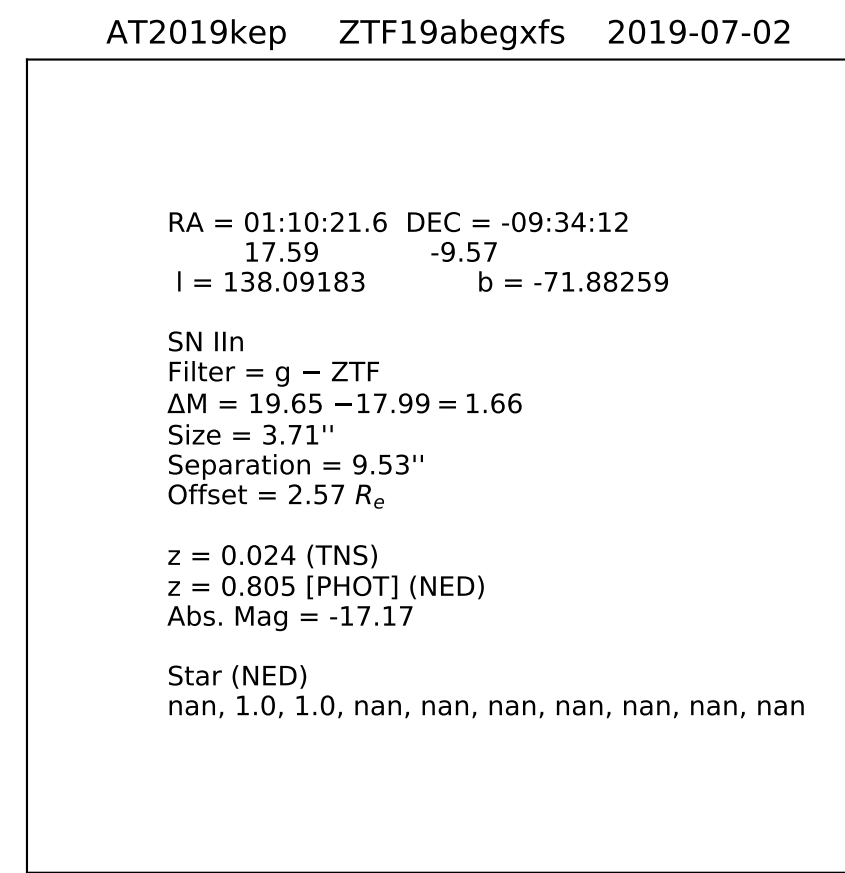 AT2019kep ZTF19abegxfs 2019-07-02
RA = 01:10:21.6 DEC = -09:34:12
17.59 -9.57
l = 138.09183 b = -71.88259
SN IIn
Filter = g − ZTF
ΔM = 19.65 −17.99 = 1.66
Size = 3.71''
Separation = 9.53''
Offset = 2.57 Rₑ
z = 0.024 (TNS)
z = 0.805 [PHOT] (NED)
Abs. Mag = -17.17
Star (NED)
nan, 1.0, 1.0, nan, nan, nan, nan, nan, nan, nan